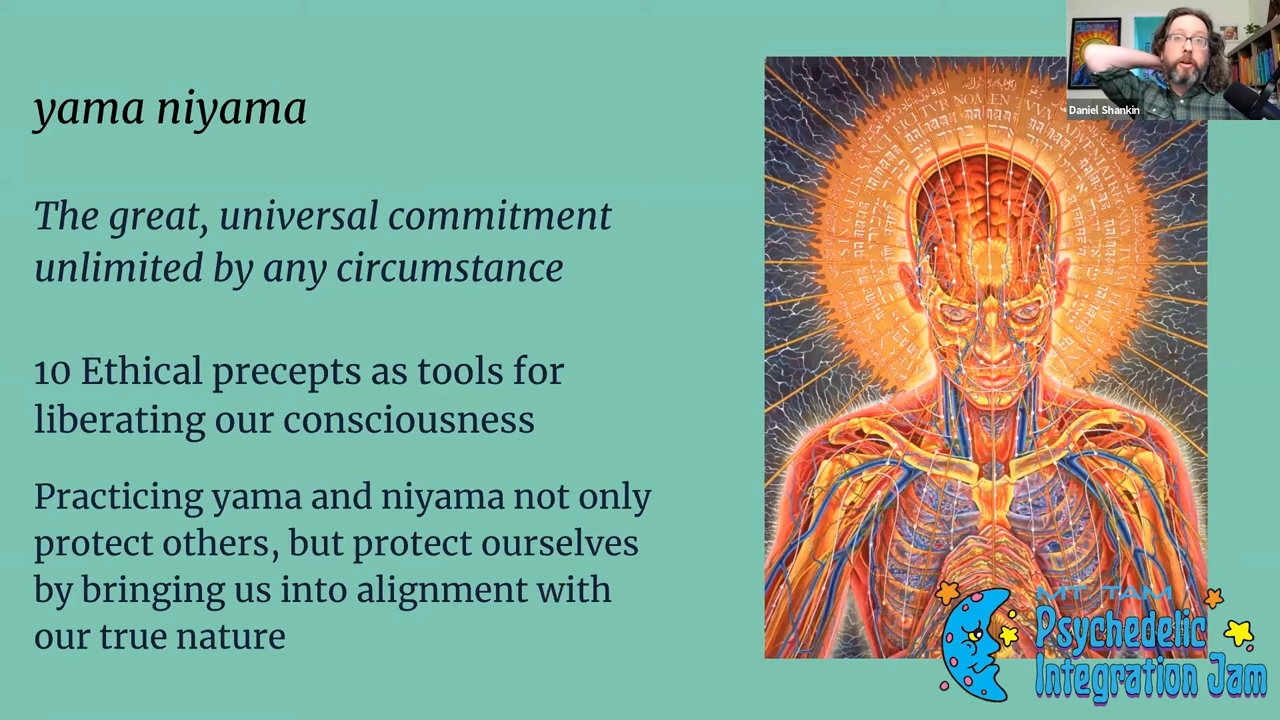 yama niyama
The great, universal commitment
unlimited by any circumstance
10 Ethical precepts as tools for
liberating our consciousness
Practicing yama and niyama not only
protect others, but protect ourselves
by bringing us into alignment with
our true nature
Daniel Shankin
NOMEN
MT TAM
Psychedelic
Integration Jam